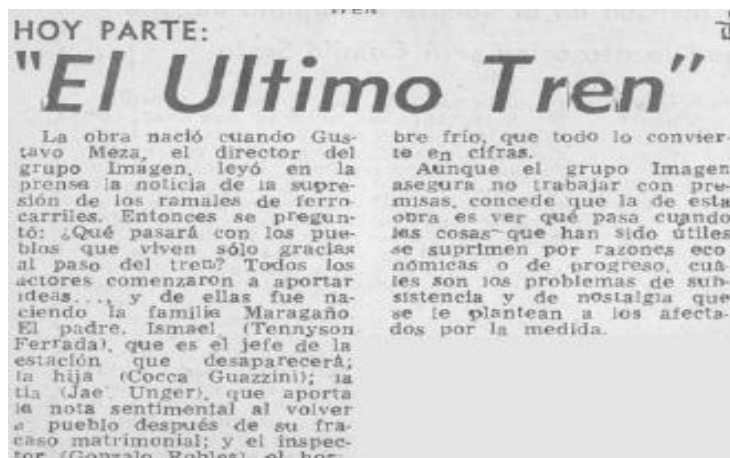 HOY PARTE:
"El Ultimo Tren"
La obra nació cuando Gus-
tavo Meza, el director del
grupo Imagen, leyó en la
prensa la noticia de la supre-
sión de los ramales de ferro-
carriles. Entonces se pregun-
tó: ¿Qué pasará con los pue-
blos que viven sólo gracias
al paso del tren? Todos los
actores comenzaron a aportar
ideas..., y de ellas fue na-
ciendo la familia Maragaño.
El padre, Ismael (Tennyson
Ferrada), que es el jefe de la
estación que desaparecerá;
la hija (Cocca Guazzini); la
tía (Jae Unger), que aporta
la nota sentimental al volver
a pueblo después de su fra-
caso matrimonial; y el inspec-
tor (Gonzalo Robles), el hom-
bre frío, que todo lo convier-
te en cifras.
Aunque el grupo Imagen
asegura no trabajar con pre-
misas, concede que la de esta
obra es ver qué pasa cuando
las cosas que han sido útiles
se suprimen por razones eco
nómicas o de progreso, cuá-
les son los problemas de sub-
sistencia y de nostalgia que
se le plantean a los afecta-
dos por la medida.